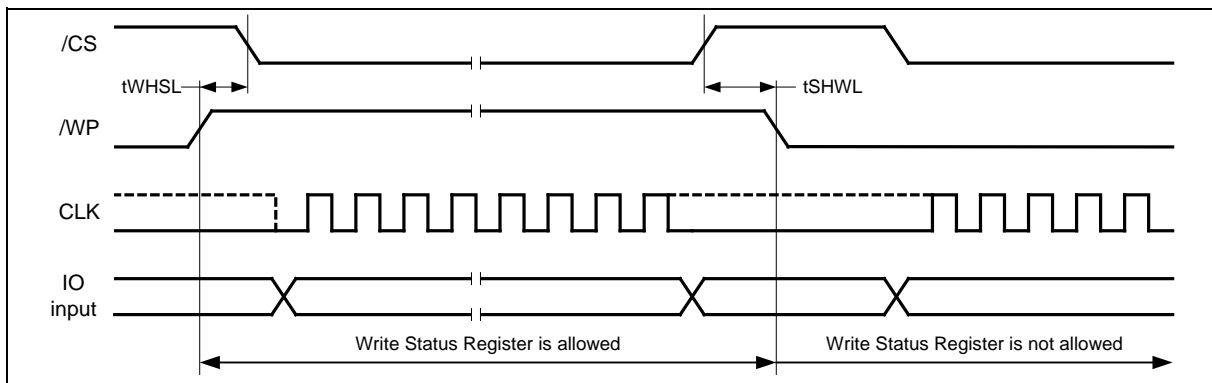 /CS
tWHSL
tSHWL
/WP
CLK
IO
input
Write Status Register is allowed
Write Status Register is not allowed